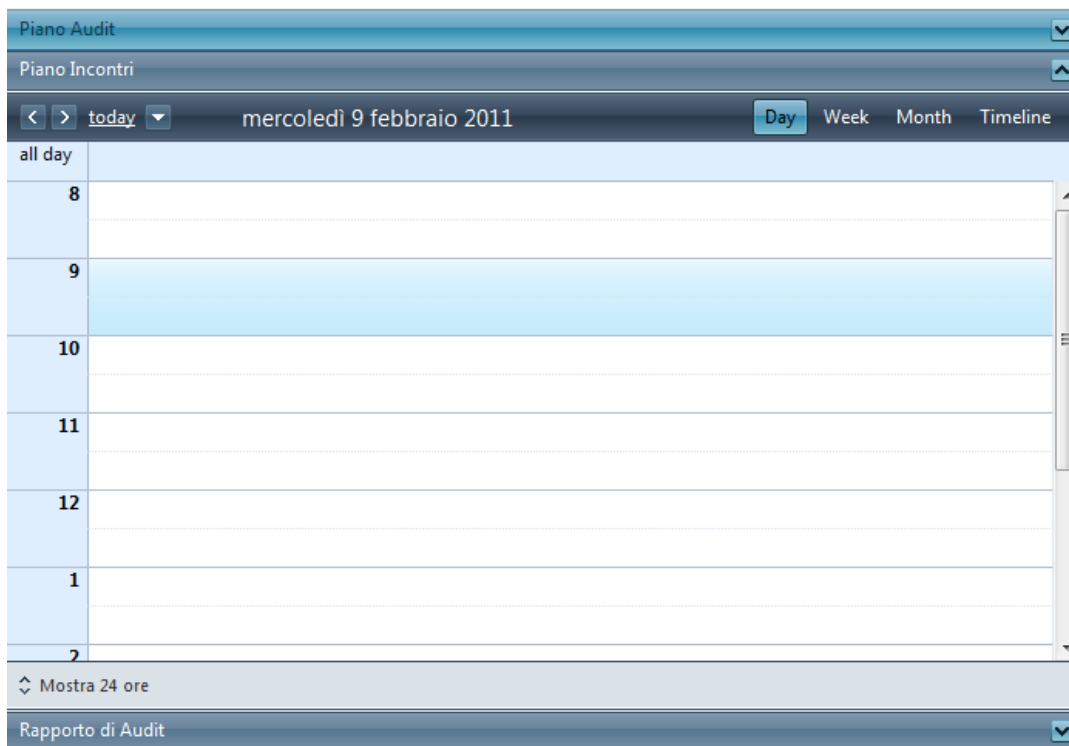 Piano Audit
Piano Incontri
today mercoledì 9 febbraio 2011 Day Week Month Timeline
all day
8
9
10
11
12
1
2
Mostra 24 ore
Rapporto di Audit